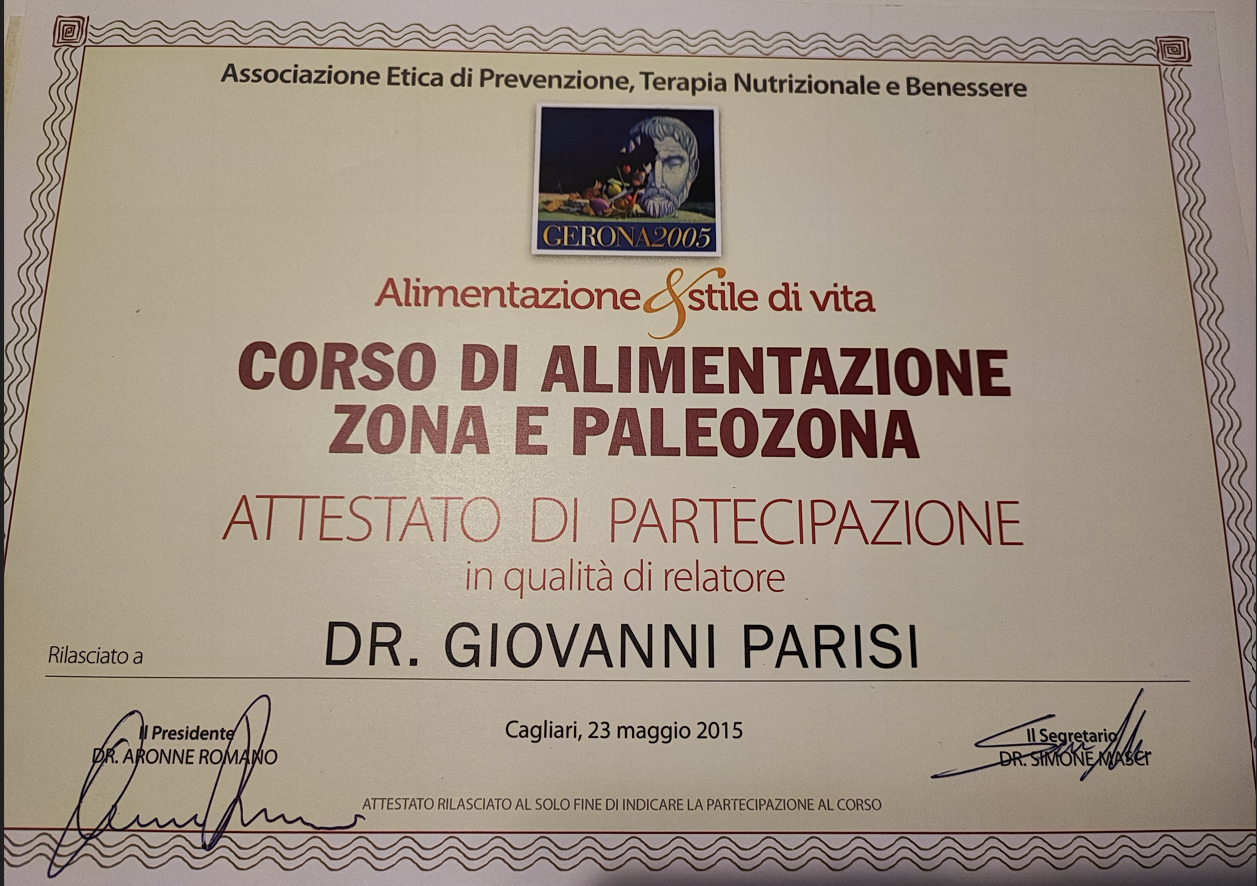 Associazione Etica di Prevenzione, Terapia Nutrizionale e Benessere
GERONA2005
Alimentazione & stile di vita
CORSO DI ALIMENTAZIONE
ZONA E PALEOZONA
ATTESTATO DI PARTECIPAZIONE
in qualità di relatore
Rilasciato a DR. GIOVANNI PARISI
Il Presidente
DR. ARONNE ROMANO
Cagliari, 23 maggio 2015
Il Segretario
DR. SIMONE MASCI
ATTESTATO RILASCIATO AL SOLO FINE DI INDICARE LA PARTECIPAZIONE AL CORSO